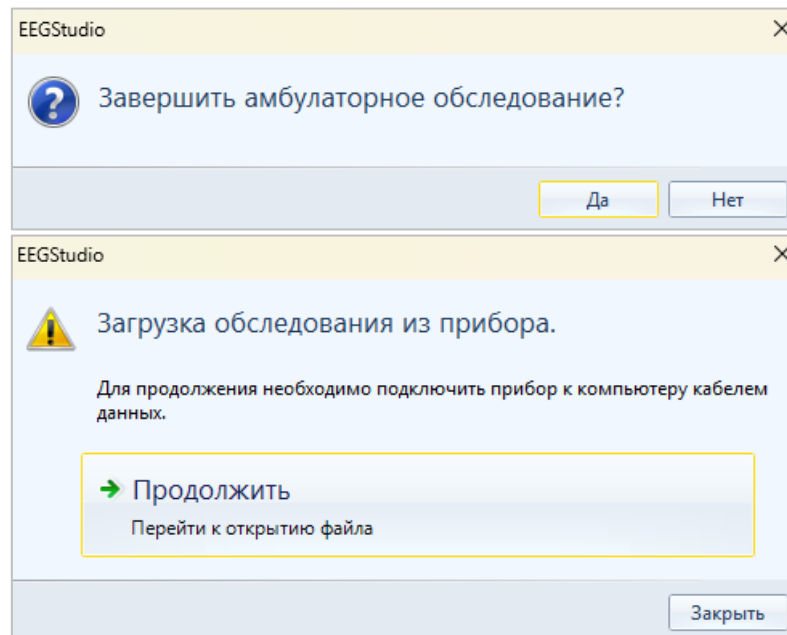 EEGStudio
Завершить амбулаторное обследование?
Да
Нет
EEGStudio
Загрузка обследования из прибора.
Для продолжения необходимо подключить прибор к компьютеру кабелем
данных.
Продолжить
Перейти к открытию файла
Закрыть